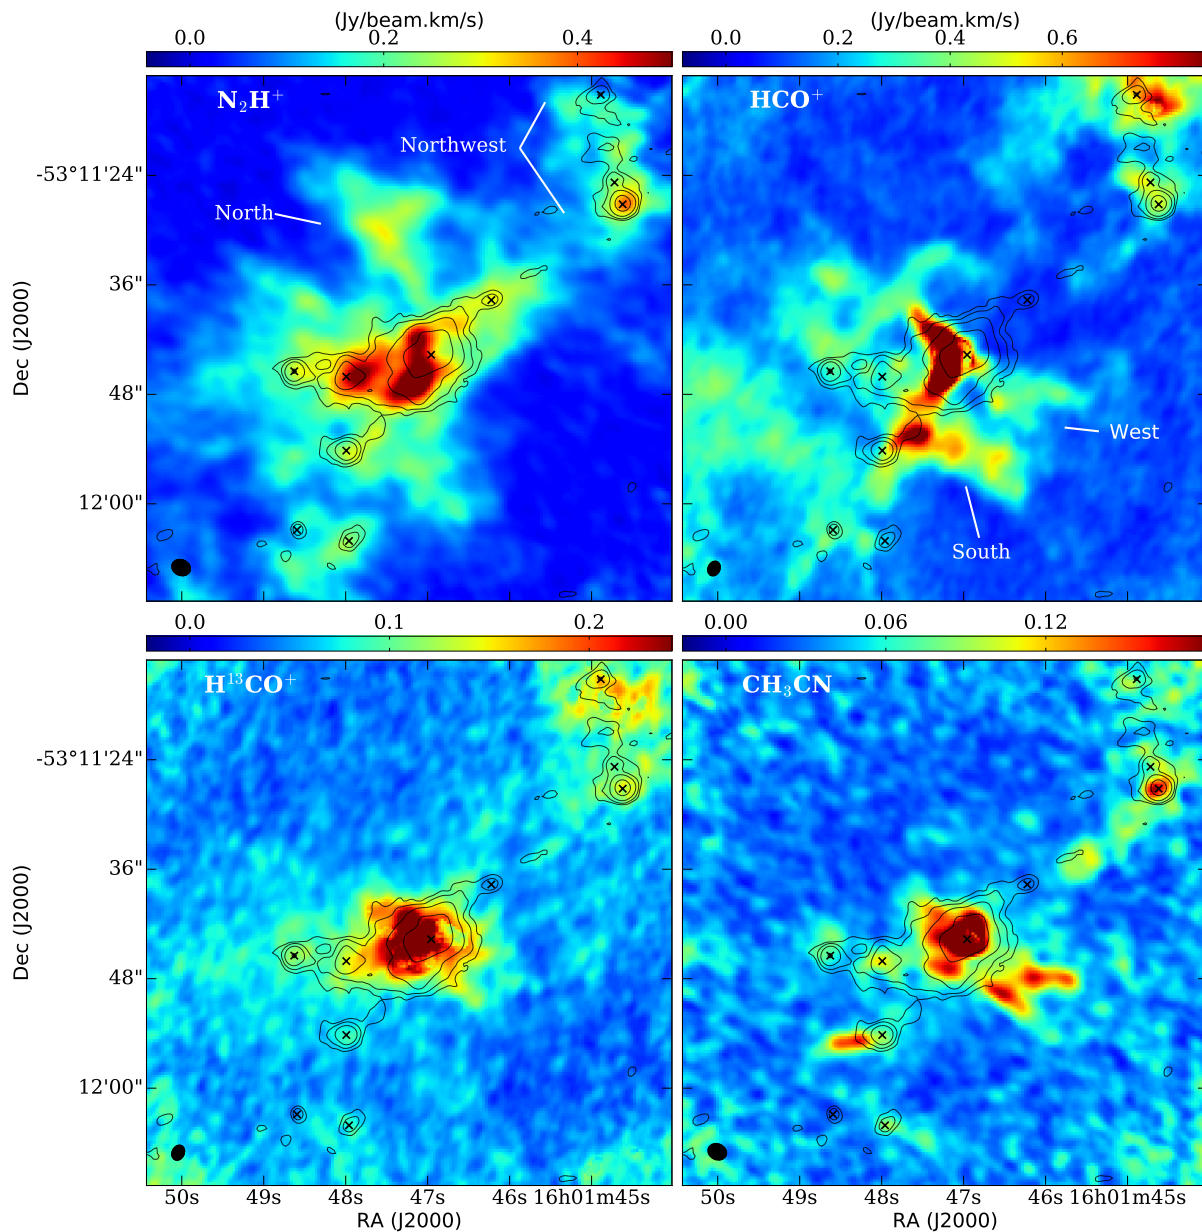 (Jy/beam.km/s) (Jy/beam.km/s)
0.0 0.2 0.4 0.0 0.2 0.4 0.6
N₂H⁺ HCO⁺
Northwest
-53°11'24"
North
36"
Dec (J2000)
48"
West
12'00"
South
0.0 0.1 0.2 0.00 0.06 0.12
H¹³CO⁺ CH₃CN
-53°11'24"
36"
Dec (J2000)
48"
12'00"
50s 49s 48s 47s 46s 16h01m45s 50s 49s 48s 47s 46s 16h01m45s
RA (J2000) RA (J2000)